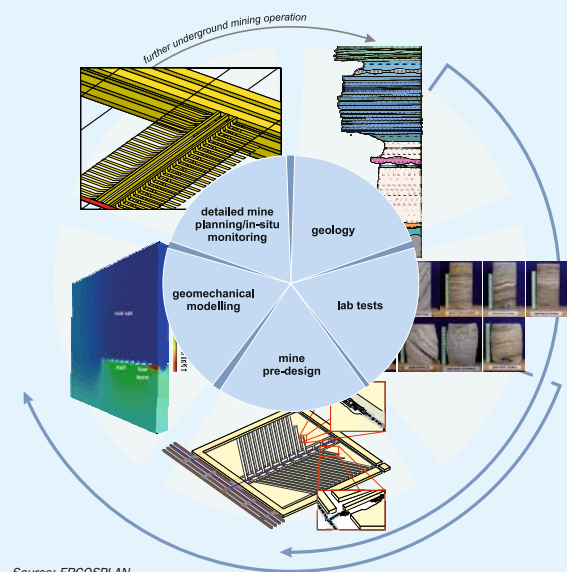 further underground mining operation
detailed mine
planning/in-situ
monitoring
geology
geomechanical
modelling
lab tests
mine
pre-design
Source: ERCOSPLAN